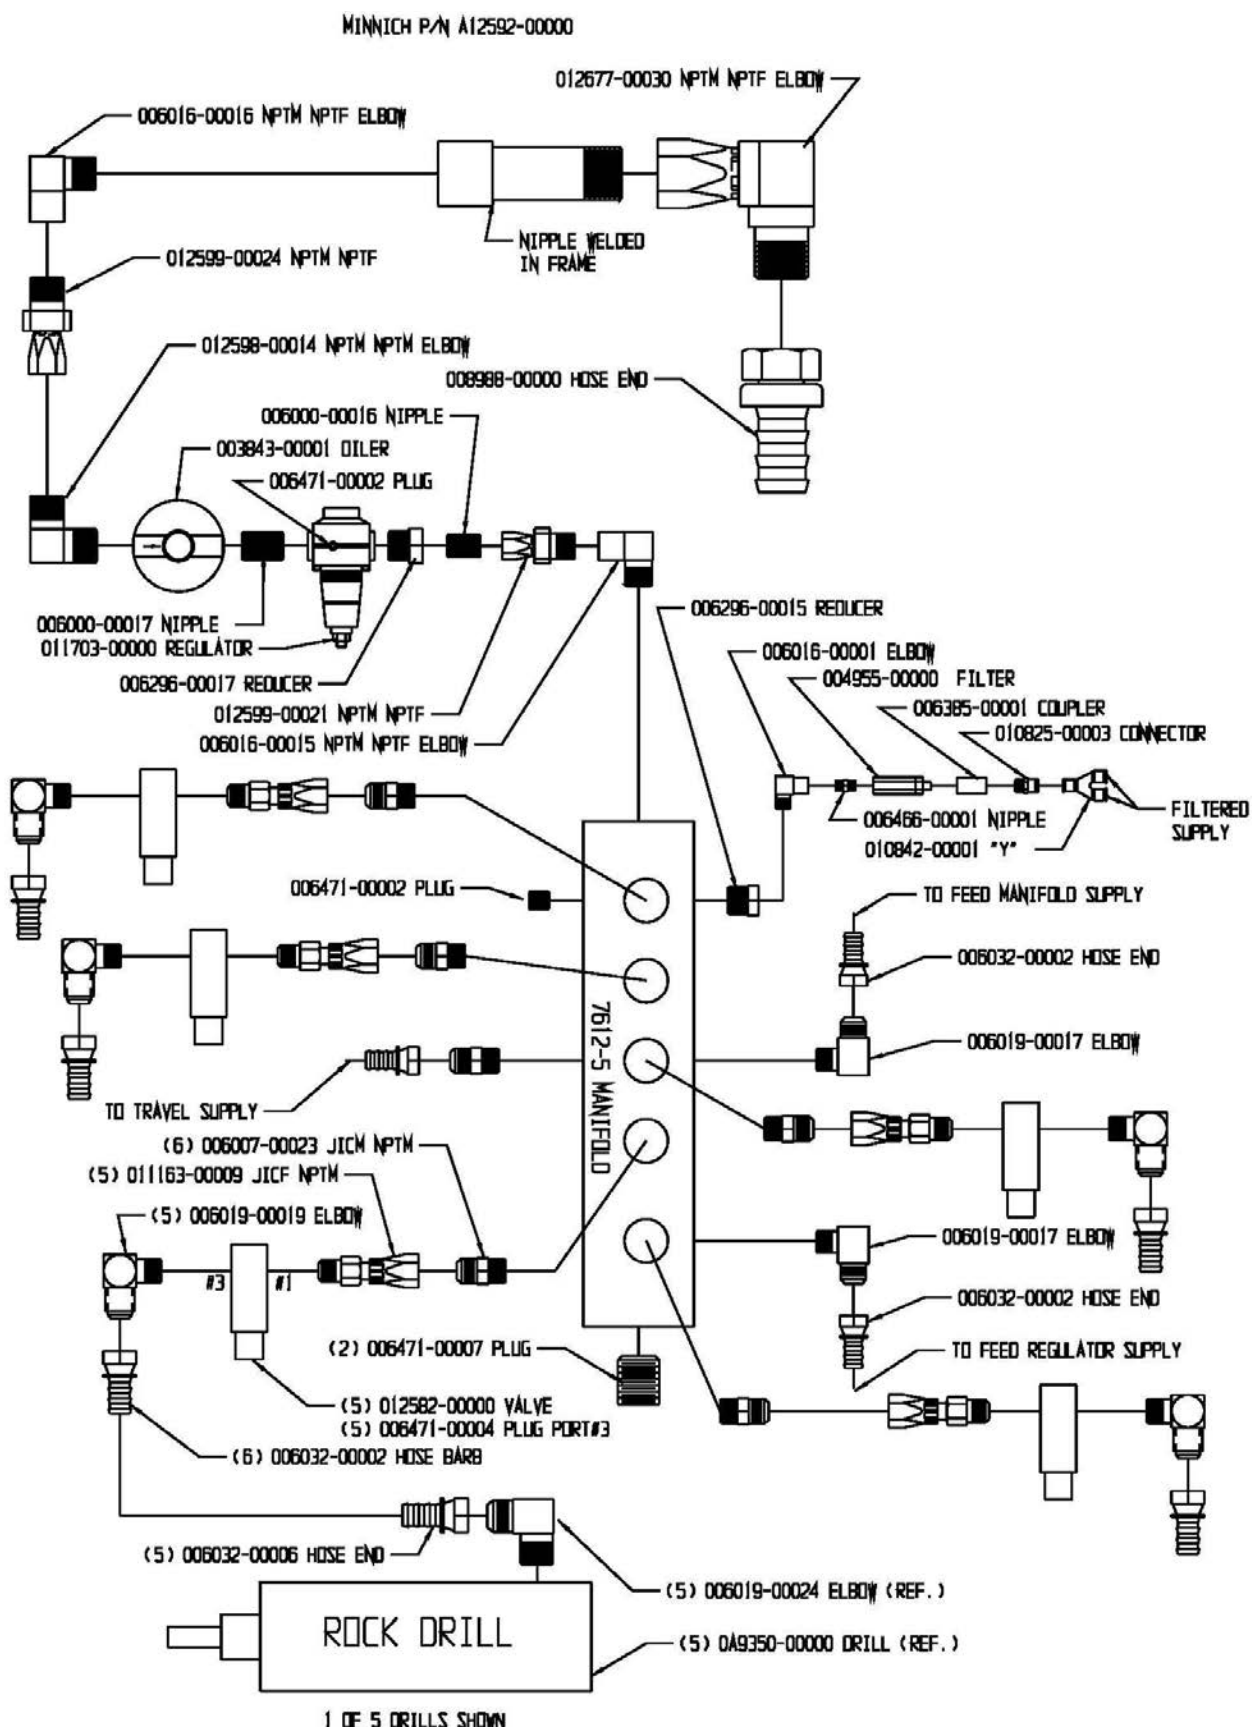 MINNICH P/N A12592-00000
012677-00030 NPTM NPTF ELBOW
006016-00016 NPTM NPTF ELBOW
NIPPLE WELDED
IN FRAME
012599-00024 NPTM NPTF
012598-00014 NPTM NPTM ELBOW
008988-00000 HOSE END
006000-00016 NIPPLE
003843-00001 OILER
006471-00002 PLUG
006000-00017 NIPPLE
011703-00000 REGULATOR
006296-00017 REDUCER
012599-00021 NPTM NPTF
006016-00015 NPTM NPTF ELBOW
006296-00015 REDUCER
006016-00001 ELBOW
004955-00000 FILTER
006385-00001 COUPLER
010825-00003 CONNECTOR
006466-00001 NIPPLE
010842-00001 "Y"
FILTERED
SUPPLY
006471-00002 PLUG
TO FEED MANIFOLD SUPPLY
006032-00002 HOSE END
7612-5 MANIFOLD
006019-00017 ELBOW
TO TRAVEL SUPPLY
(6) 006007-00023 JICM NPTM
(5) 011163-00009 JICF NPTM
(5) 006019-00019 ELBOW
#3
#1
006019-00017 ELBOW
006032-00002 HOSE END
TO FEED REGULATOR SUPPLY
(2) 006471-00007 PLUG
(5) 012582-00000 VALVE
(5) 006471-00004 PLUG PORT#3
(6) 006032-00002 HOSE BARB
(5) 006032-00006 HOSE END
(5) 006019-00024 ELBOW (REF.)
ROCK DRILL
(5) 0A9350-00000 DRILL (REF.)
1 OF 5 DRILLS SHOWN